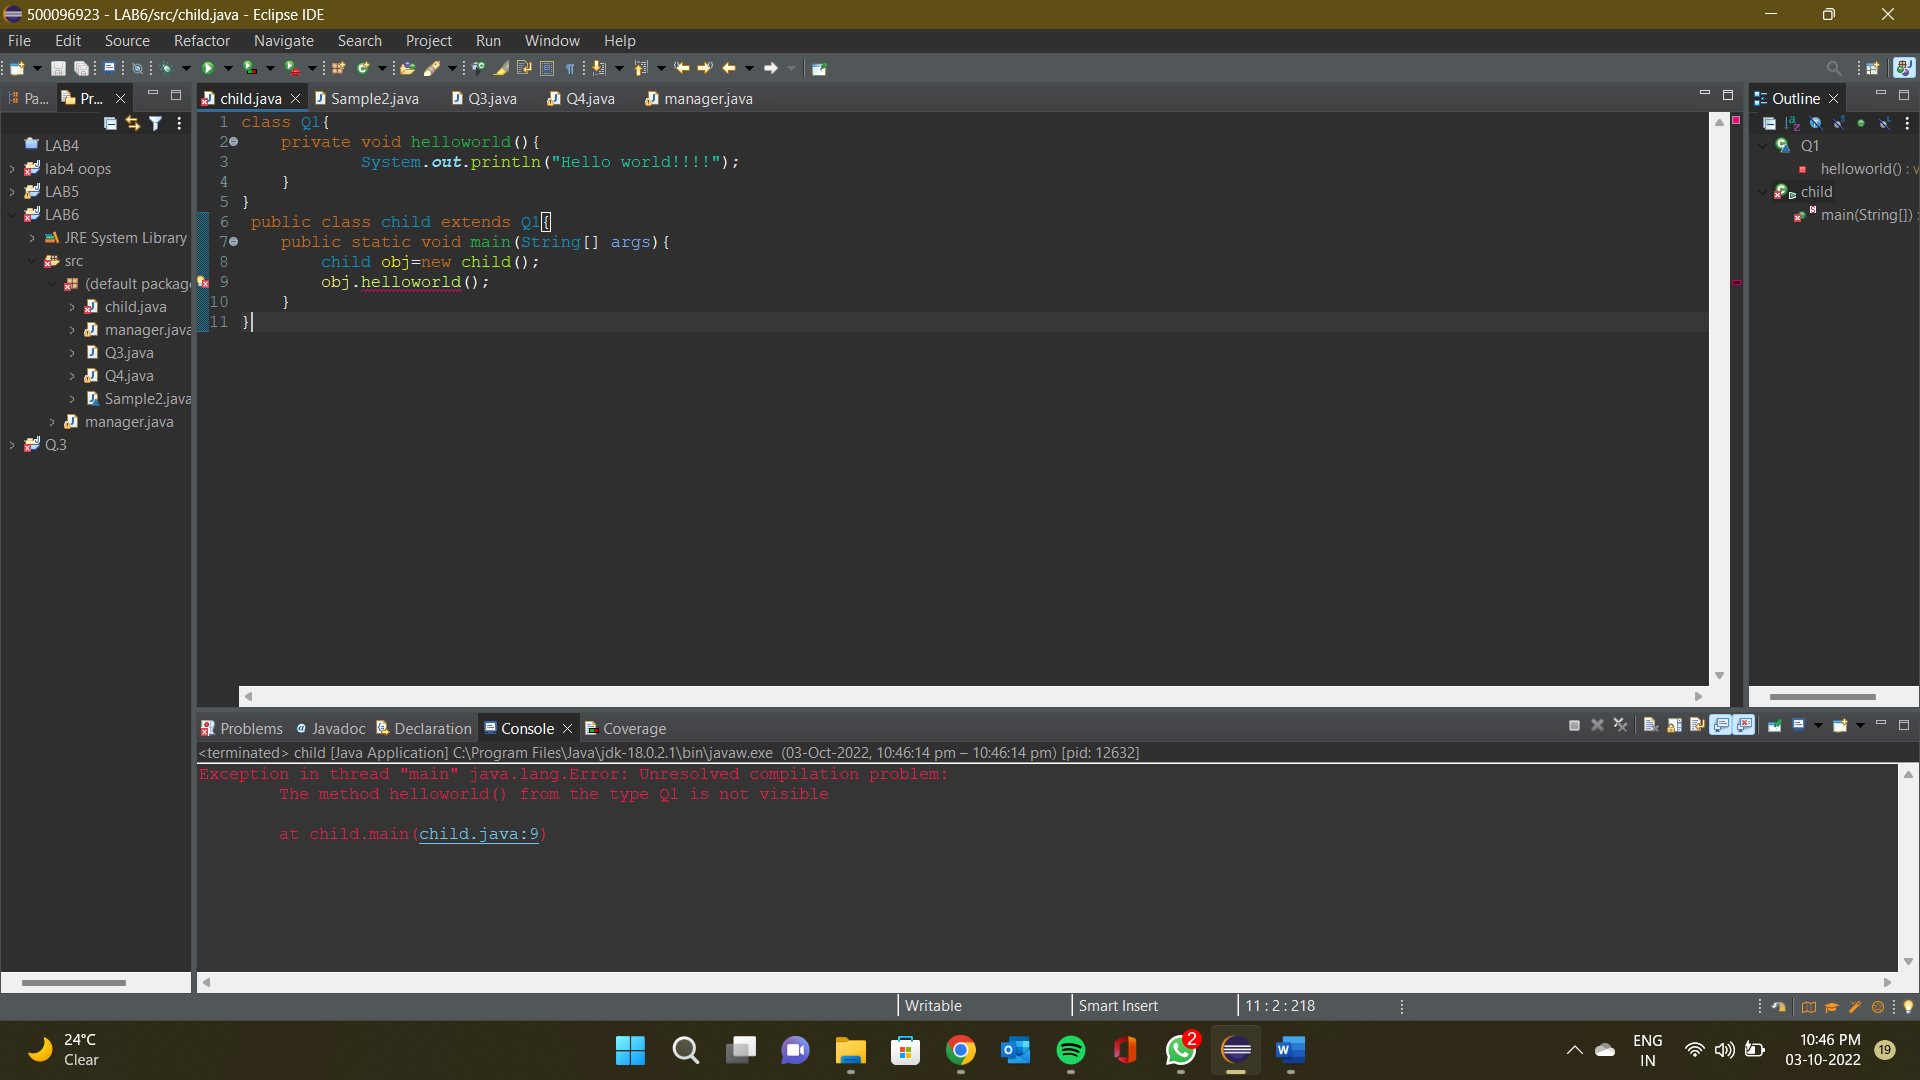 500096923 - LAB6/src/child.java - Eclipse IDE
File Edit Source Refactor Navigate Search Project Run Window Help
Pa... Pr...
child.java Sample2.java Q3.java Q4.java manager.java
Outline
LAB4
lab4 oops
LAB5
LAB6
JRE System Library
src
(default package
child.java
manager.java
Q3.java
Q4.java
Sample2.java
manager.java
Q.3
1 class Q1{
2 private void helloworld(){
3 System.out.println("Hello world!!!!");
4 }
5 }
6 public class child extends Q1{
7 public static void main(String[] args){
8 child obj=new child();
9 obj.helloworld();
10 }
11 }
Q1
helloworld() : v
child
main(String[]) :
Problems Javadoc Declaration Console Coverage
<terminated> child [Java Application] C:\Program Files\Java\jdk-18.0.2.1\bin\javaw.exe (03-Oct-2022, 10:46:14 pm – 10:46:14 pm) [pid: 12632]
Exception in thread "main" java.lang.Error: Unresolved compilation problem:
The method helloworld() from the type Q1 is not visible
at child.main(child.java:9)
Writable Smart Insert 11 : 2 : 218
24°C
Clear
2
ENG
IN
10:46 PM
03-10-2022
19